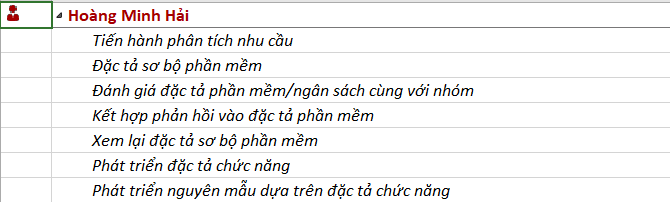 Hoàng Minh Hải
Tiến hành phân tích nhu cầu
Đặc tả sơ bộ phần mềm
Đánh giá đặc tả phần mềm/ngân sách cùng với nhóm
Kết hợp phản hồi vào đặc tả phần mềm
Xem lại đặc tả sơ bộ phần mềm
Phát triển đặc tả chức năng
Phát triển nguyên mẫu dựa trên đặc tả chức năng